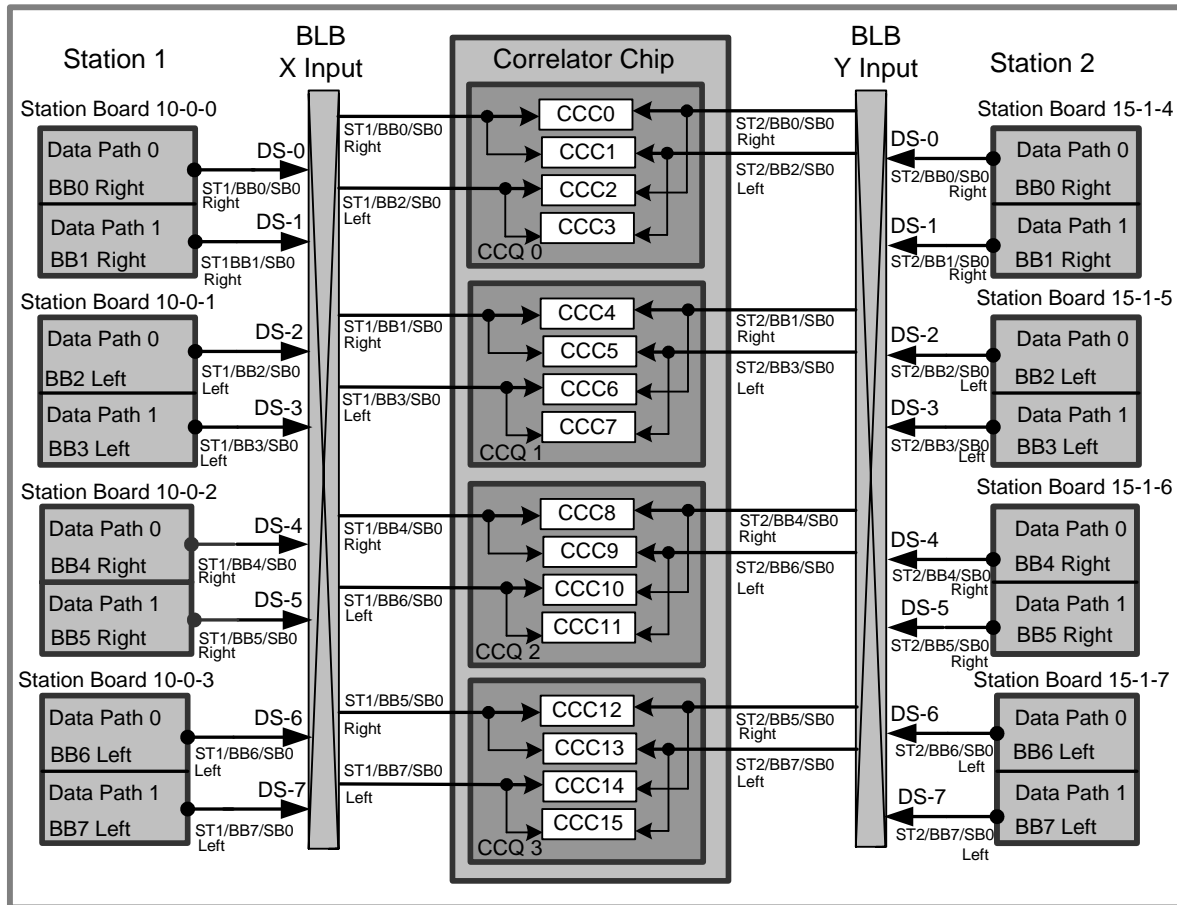 Station 1
BLB
X Input
Correlator Chip
BLB
Y Input
Station 2
Station Board 10-0-0
Data Path 0
BB0 Right
Data Path 1
BB1 Right
DS-0
ST1/BB0/SB0
Right
DS-1
ST1BB1/SB0
Right
Station Board 10-0-1
Data Path 0
BB2 Left
Data Path 1
BB3 Left
DS-2
ST1/BB2/SB0
Left
DS-3
ST1/BB3/SB0
Left
Station Board 10-0-2
Data Path 0
BB4 Right
Data Path 1
BB5 Right
DS-4
ST1/BB4/SB0
Right
DS-5
ST1/BB5/SB0
Right
Station Board 10-0-3
Data Path 0
BB6 Left
Data Path 1
BB7 Left
DS-6
ST1/BB6/SB0
Left
DS-7
ST1/BB7/SB0
Left
ST1/BB0/SB0
Right
ST1/BB2/SB0
Left
ST1/BB1/SB0
Right
ST1/BB3/SB0
Left
ST1/BB4/SB0
Right
ST1/BB6/SB0
Left
ST1/BB5/SB0
Right
ST1/BB7/SB0
Left
CCC0
CCC1
CCC2
CCC3
CCQ 0
CCC4
CCC5
CCC6
CCC7
CCQ 1
CCC8
CCC9
CCC10
CCC11
CCQ 2
CCC12
CCC13
CCC14
CCC15
CCQ 3
ST2/BB0/SB0
Right
ST2/BB2/SB0
Left
ST2/BB1/SB0
Right
ST2/BB3/SB0
Left
ST2/BB4/SB0
Right
ST2/BB6/SB0
Left
ST2/BB5/SB0
Right
ST2/BB7/SB0
Left
Station Board 15-1-4
DS-0
ST2/BB0/SB0
Right
DS-1
ST2/BB1/SB0
Right
Data Path 0
BB0 Right
Data Path 1
BB1 Right
Station Board 15-1-5
DS-2
ST2/BB2/SB0
Left
DS-3
ST2/BB3/SB0
Left
Data Path 0
BB2 Left
Data Path 1
BB3 Left
Station Board 15-1-6
DS-4
ST2/BB4/SB0
Right
DS-5
ST2/BB5/SB0
Right
Data Path 0
BB4 Right
Data Path 1
BB5 Right
Station Board 15-1-7
DS-6
ST2/BB6/SB0
Left
DS-7
ST2/BB7/SB0
Left
Data Path 0
BB6 Left
Data Path 1
BB7 Left